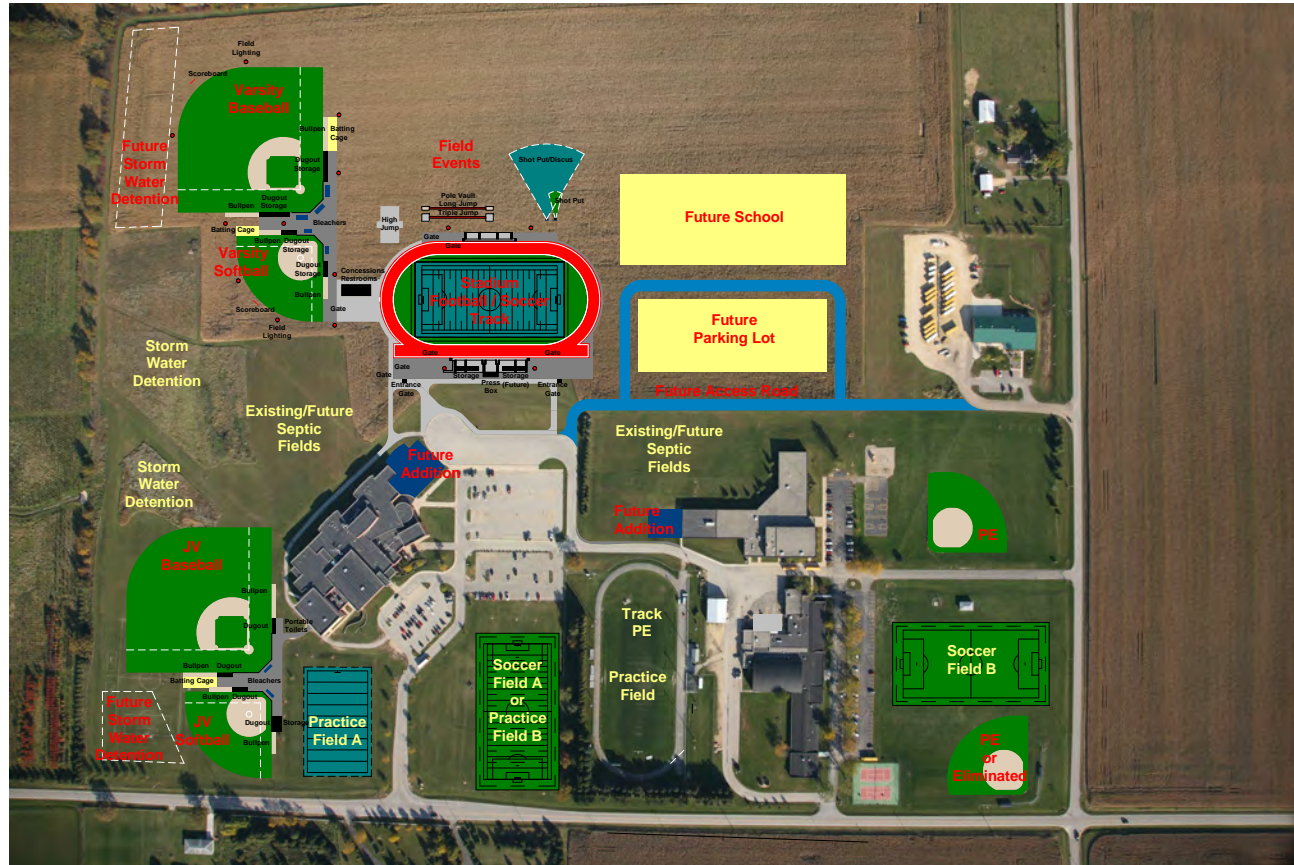 Field
Lighting
Scoreboard
Varsity
Baseball
Bullpen
Batting
Cage
Future
Storm
Water
Detention
Dugout
Storage
Bullpen
Dugout
Storage
Bleachers
Batting Cage
Bullpen
Dugout
Storage
Varsity
Softball
Dugout
Storage
Bullpen
Scoreboard
Gate
Field
Lighting
Concessions
Restrooms
Field
Events
Shot Put/Discus
Shot Put
Pole Vault
Long Jump
Triple Jump
High
Jump
Gate
Gate
Stadium
Football / Soccer
Track
Gate
Gate
Gate
Gate
Storage
Press
Box
Storage
(Future)
Entrance
Gate
Entrance
Gate
Future School
Future
Parking Lot
Future Access Road
Storm
Water
Detention
Existing/Future
Septic
Fields
Storm
Water
Detention
Future
Addition
Existing/Future
Septic
Fields
Future
Addition
PE
JV
Baseball
Bullpen
Dugout
Portable
Toilets
Bullpen
Dugout
Batting Cage
Bleachers
Bullpen
Dugout
Future
Storm
Water
Detention
JV
Softball
Dugout
Storage
Bullpen
Practice
Field A
Soccer
Field A
or
Practice
Field B
Track
PE
Practice
Field
Soccer
Field B
PE
or
Eliminated